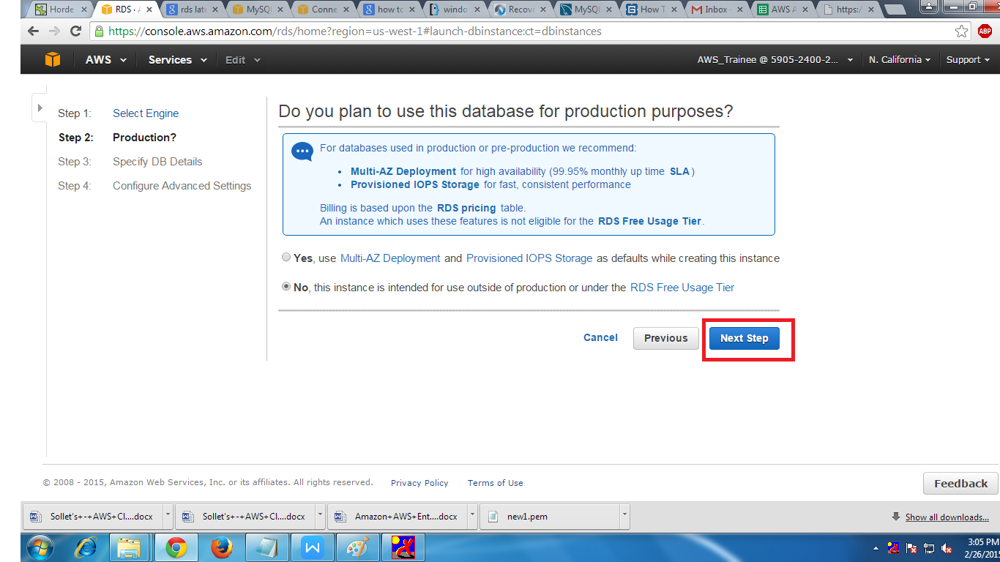 Horde
RDS · A
rds late
MySQL
Conne
how to
windo
Recov
MySQL
How T
Inbox -
AWS A
https:/
https://console.aws.amazon.com/rds/home?region=us-west-1#launch-dbinstance:ct=dbinstances
ABP
AWS Services Edit
AWS_Trainee @ 5905-2400-2... N. California Support
Step 1: Select Engine
Step 2: Production?
Step 3: Specify DB Details
Step 4: Configure Advanced Settings
Do you plan to use this database for production purposes?
For databases used in production or pre-production we recommend:
• Multi-AZ Deployment for high availability (99.95% monthly up time SLA )
• Provisioned IOPS Storage for fast, consistent performance
Billing is based upon the RDS pricing table.
An instance which uses these features is not eligible for the RDS Free Usage Tier .
Yes, use Multi-AZ Deployment and Provisioned IOPS Storage as defaults while creating this instance
No, this instance is intended for use outside of production or under the RDS Free Usage Tier
Cancel Previous Next Step
© 2008 - 2015, Amazon Web Services, Inc. or its affiliates. All rights reserved. Privacy Policy Terms of Use
Feedback
Sollet's+-+AWS+Cl....docx
Sollet's+-+AWS+Cl....docx
Amazon+AWS+Ent....docx
new1.pem
Show all downloads...
3:05 PM
2/26/2015